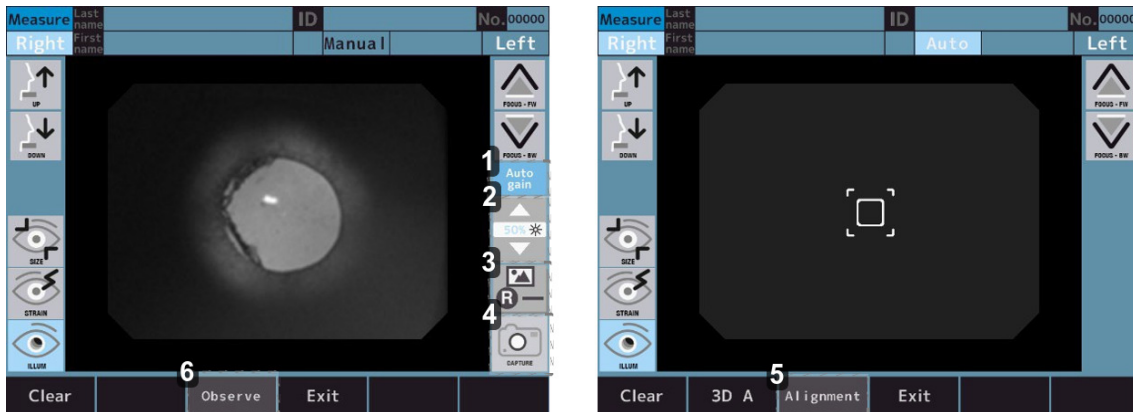 Measure Last name ID No. 00000
Right First name Manual Left
UP
FOCUS - FW
DOWN
FOCUS - BW
1
Auto
gain
2
50%
3
SIZE
R
STRAIN
4
CAPTURE
ILLUM
6
Clear Observe Exit
Measure Last name ID No. 00000
Right First name Auto Left
UP
FOCUS - FW
DOWN
FOCUS - BW
SIZE
STRAIN
ILLUM
5
Clear 3D A Alignment Exit